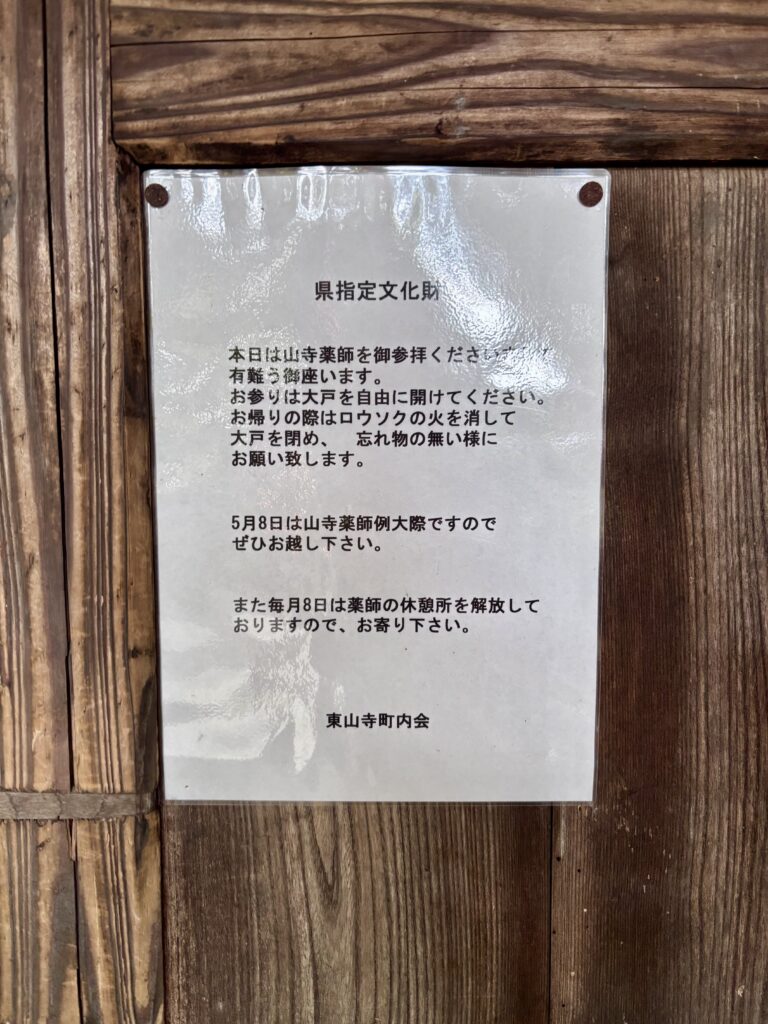 県指定文化財
本日は山寺薬師を御参拝ください
有難う御座います。
お参りは大戸を自由に開けてください。
お帰りの際はロウソクの火を消して
大戸を閉め、　忘れ物の無い様に
お願い致します。
5月8日は山寺薬師例大際ですので
ぜひお越し下さい。
また毎月8日は薬師の休憩所を解放して
おりますので、お寄り下さい。
東山寺町内会